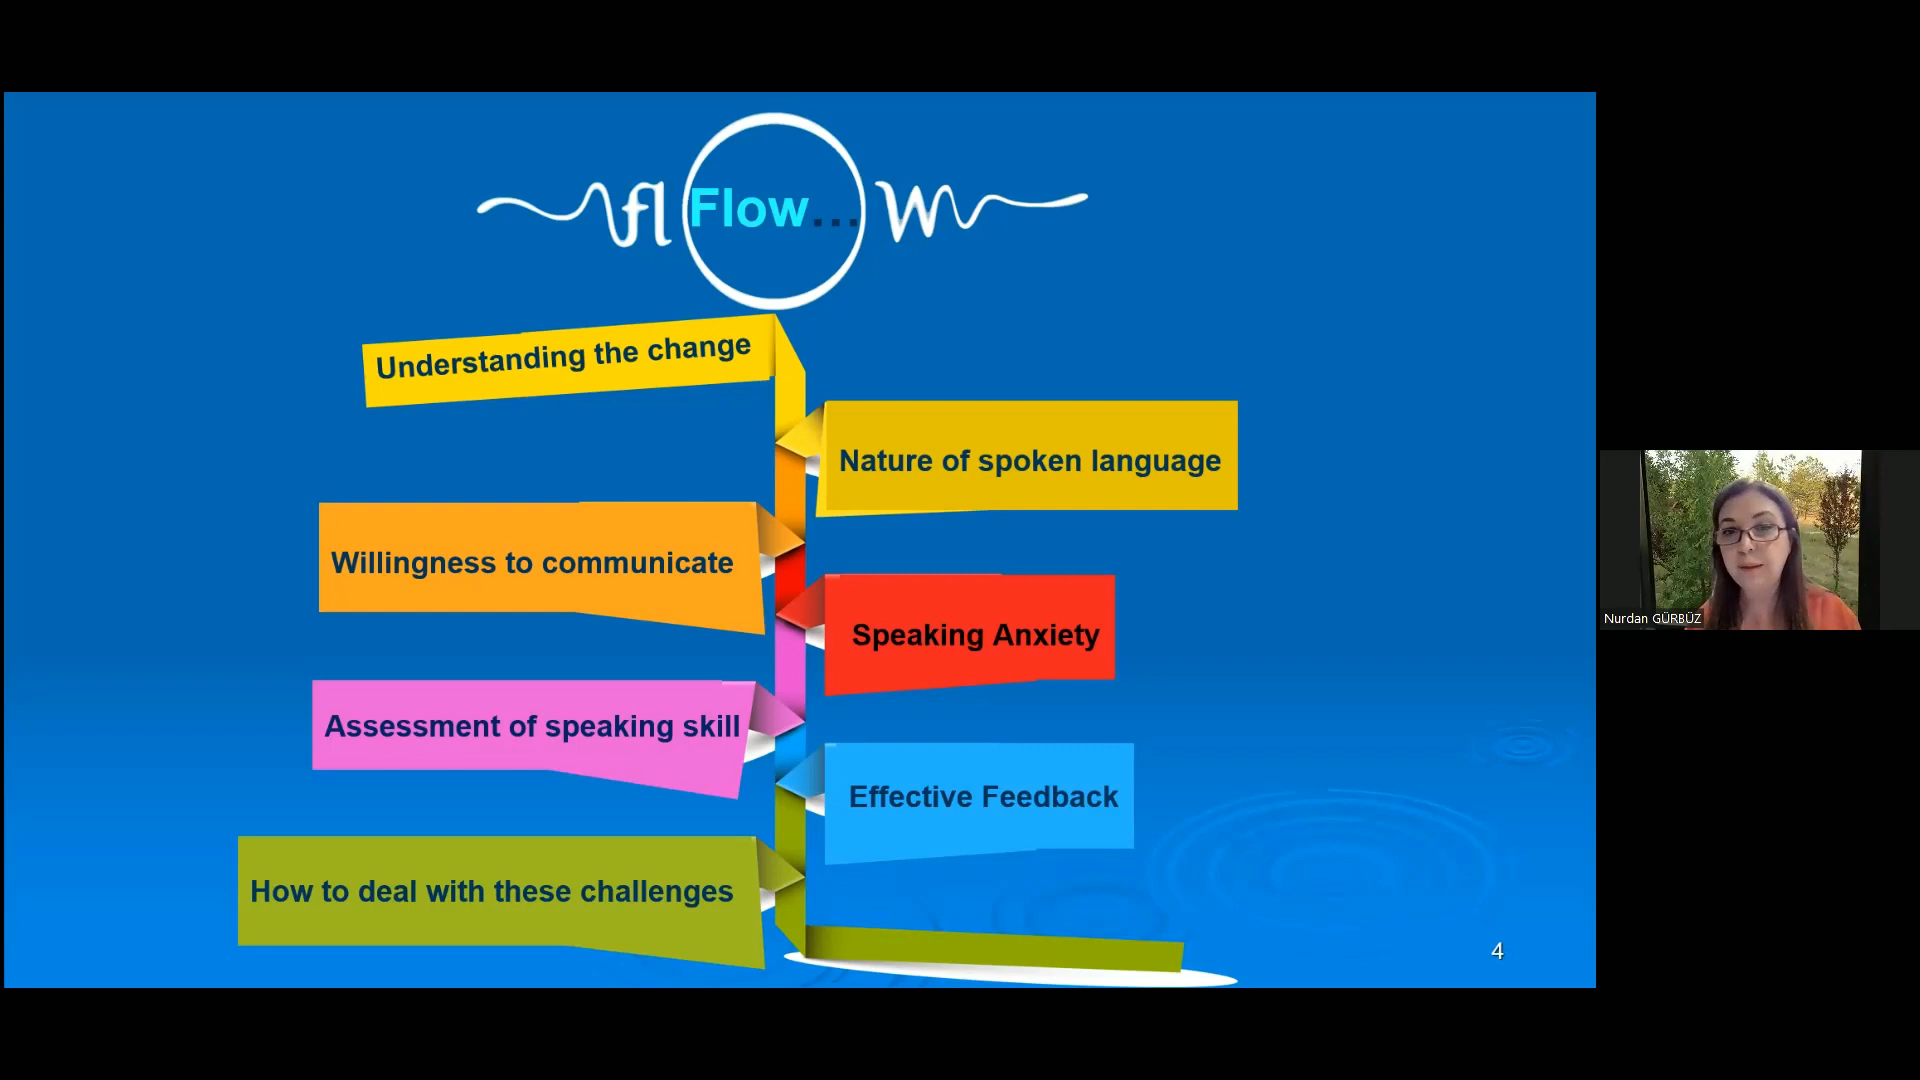 fl w
Flow...
Understanding the change
Nature of spoken language
Willingness to communicate
Speaking Anxiety
Assessment of speaking skill
Effective Feedback
How to deal with these challenges
4
Nurdan GÜRBÜZ